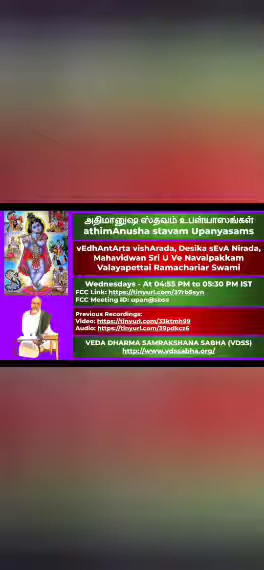 அதிமானுஷ ஸ்தவம் உபன்யாஸங்கள்
athimAnusha stavam Upanyasams
vEdhAntArta vishArada, Desika sEvA Nirada,
Mahavidwan Sri U Ve Navalpakkam
Valayapettai Ramachariar Swami
Wednesdays - At 04:55 PM to 05:30 PM IST
FCC Link: https://tinyurl.com/37rb8syn
FCC Meeting ID: upan@sbss
Previous Recordings:
Video: https://tinyurl.com/33ktmh99
Audio: https://tinyurl.com/39pdkcz6
VEDA DHARMA SAMRAKSHANA SABHA (VDSS)
http://www.vdssabha.org/